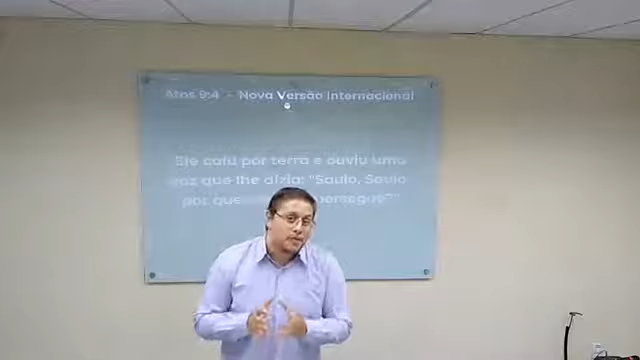 Atos 9:4 - Nova Versão Internacional
Ele caiu por terra e ouviu uma
voz que lhe dizia: "Saulo, Saulo
por que persegue?"